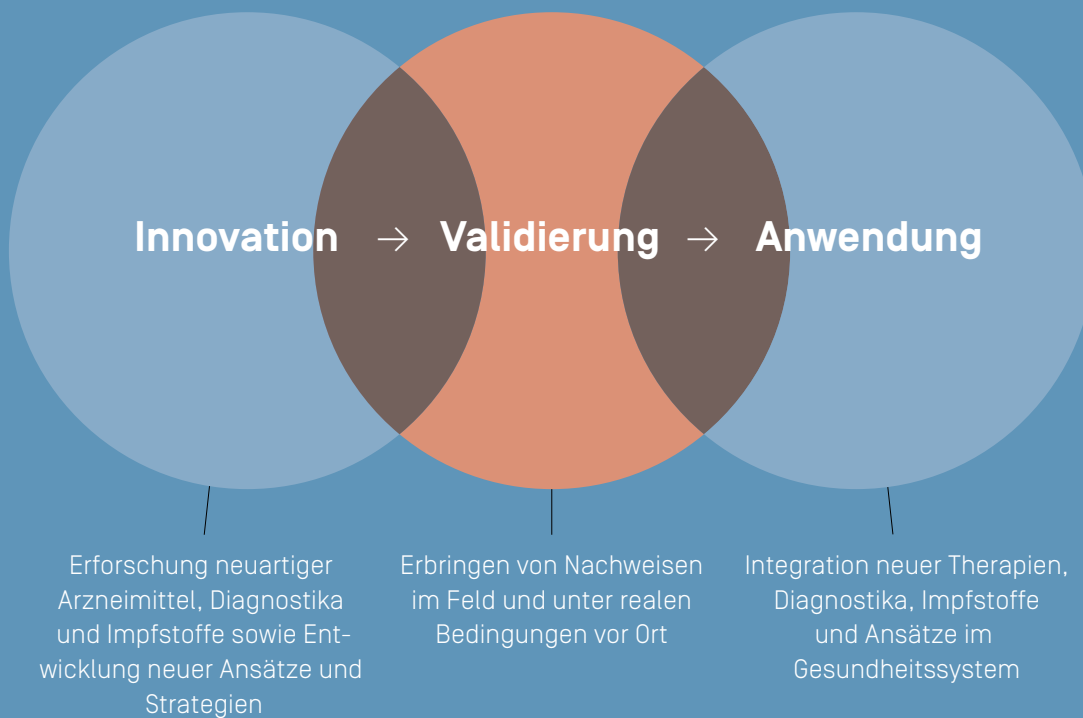 Innovation → Validierung → Anwendung
Erforschung neuartiger
Arzneimittel, Diagnostika
und Impfstoffe sowie Ent-
wicklung neuer Ansätze und
Strategien
Erbringen von Nachweisen
im Feld und unter realen
Bedingungen vor Ort
Integration neuer Therapien,
Diagnostika, Impfstoffe
und Ansätze im
Gesundheitssystem